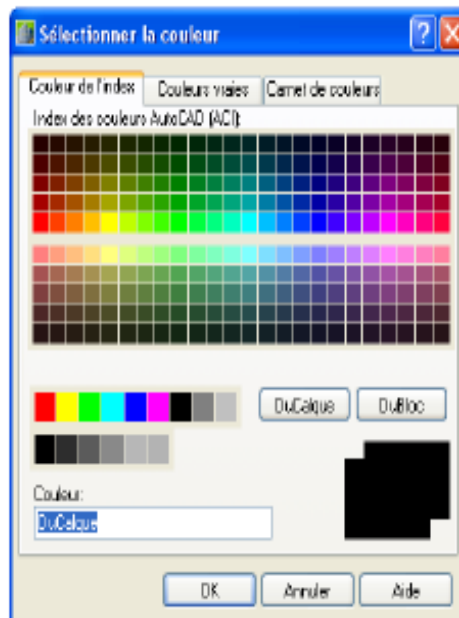 Sélectionner la couleur
Couleur de l'index
Couleurs vraies
Carnet de couleurs
Index des couleurs AutoCAD (ACI):
DuCalque
DuBloc
Couleur:
DuCalque
OK
Annuler
Aide